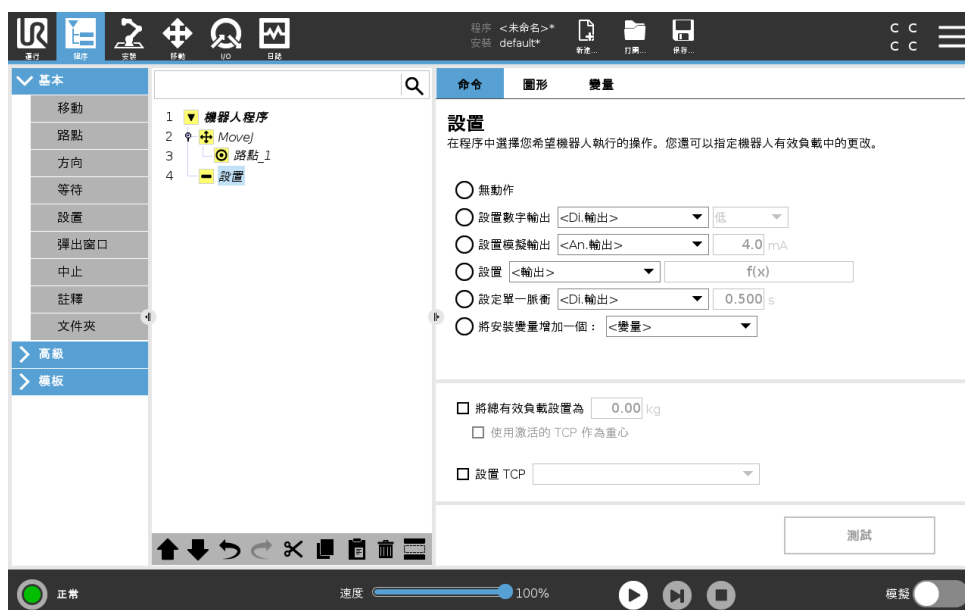 UR
程序 <未命名>*
安裝 default*
C C
C C
運行 程序 安裝 移動 I/O 日誌
新建... 打開... 保存...
基本
移動
路點
方向
等待
設置
彈出窗口
中止
註釋
文件夾
高級
模板
1 機器人程序
2 MoveJ
3 路點_1
4 設置
命令 圖形 變量
設置
在程序中選擇您希望機器人執行的操作。您還可以指定機器人有效負載中的更改。
無動作
設置數字輸出 <Di.輸出> 低
設置模擬輸出 <An.輸出> 4.0 mA
設置 <輸出> f(x)
設定單一脈衝 <Di.輸出> 0.500 s
將安裝變量增加一個： <變量>
將總有效負載設置為 0.00 kg
使用激活的 TCP 作為重心
設置 TCP
測試
正常
速度 100%
模擬